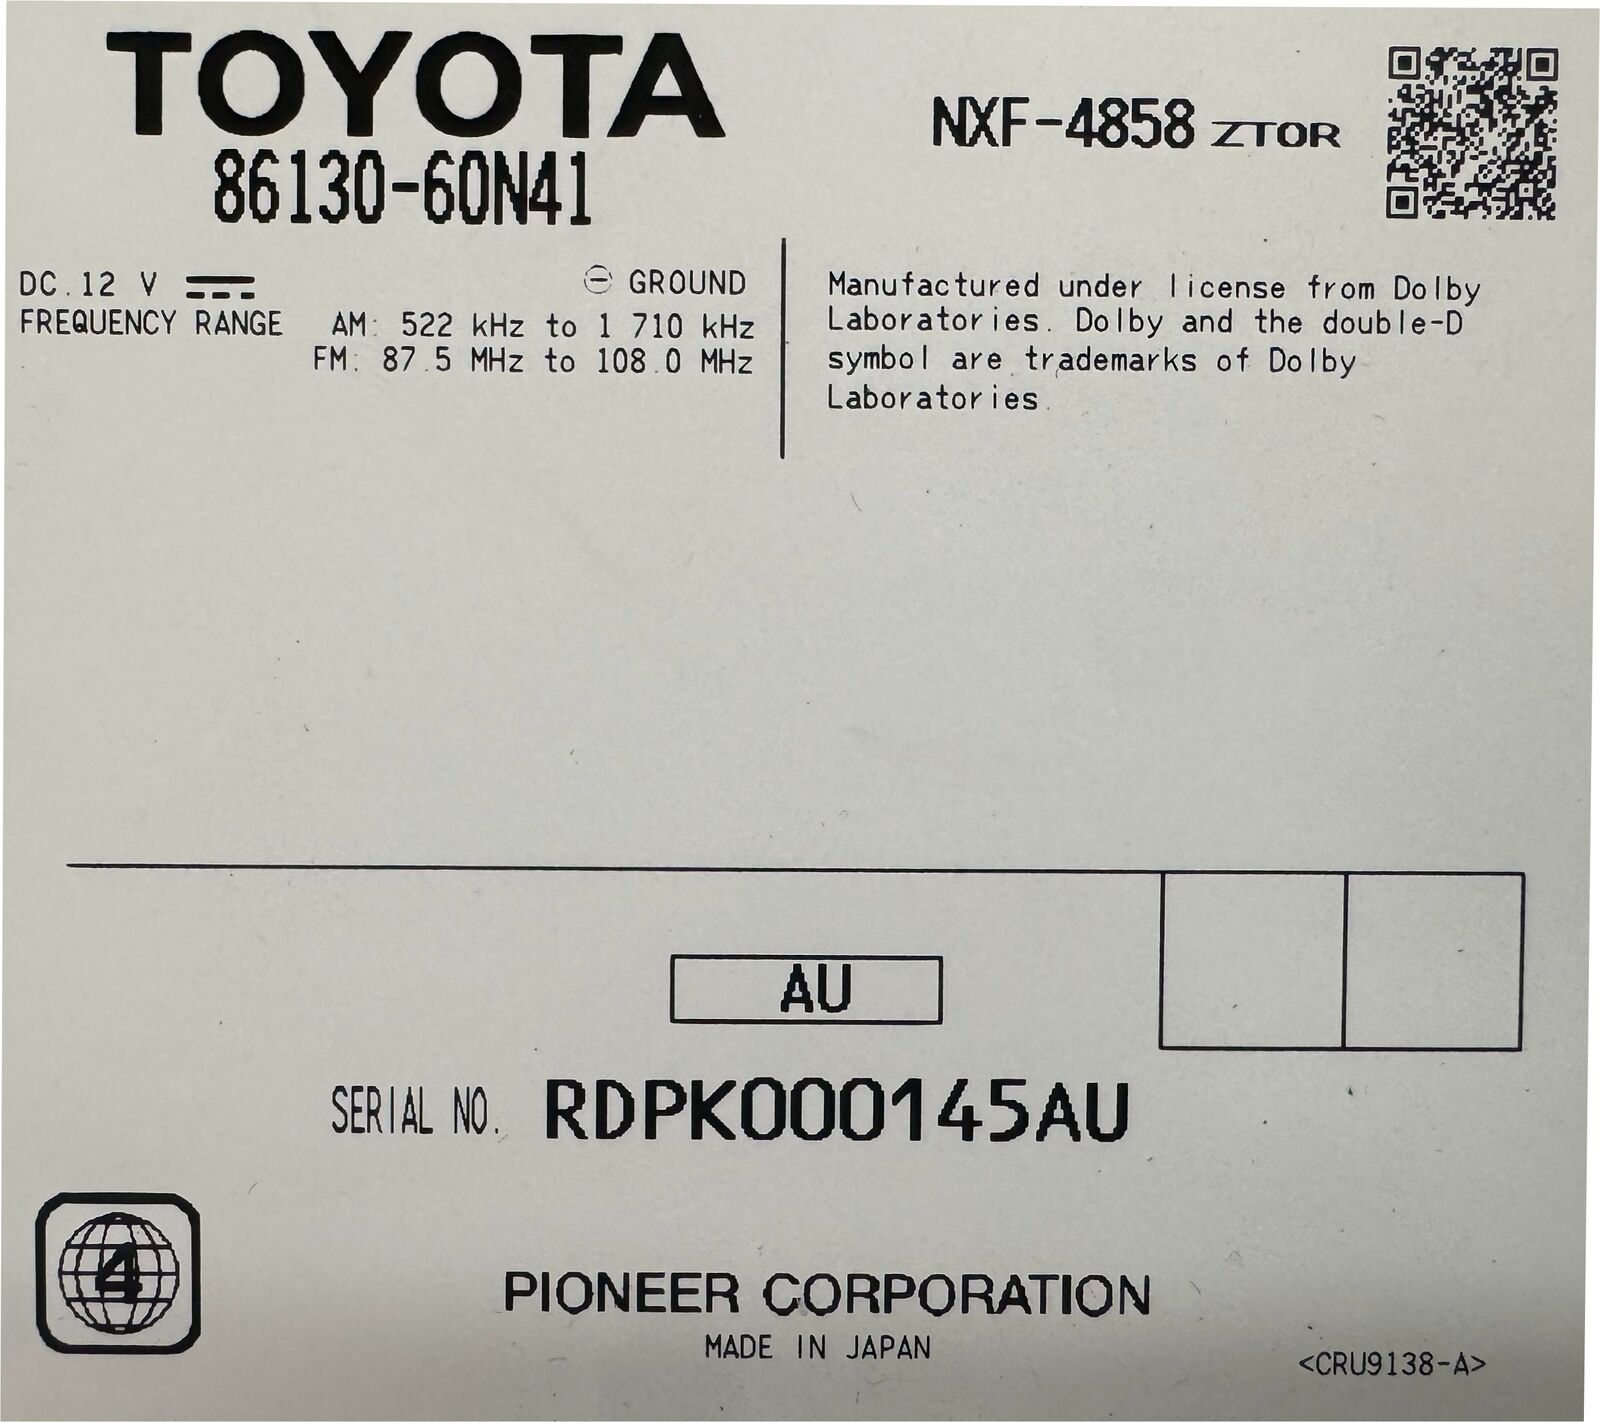 TOYOTA
86130-60N41
NXF-4858 ZTOR
DC.12 V
⊖ GROUND
FREQUENCY RANGE AM: 522 kHz to 1 710 kHz
FM: 87.5 MHz to 108.0 MHz
Manufactured under license from Dolby
Laboratories. Dolby and the double-D
symbol are trademarks of Dolby
Laboratories.
AU
SERIAL NO. RDPK000145AU
4
PIONEER CORPORATION
MADE IN JAPAN
<CRU9138-A>